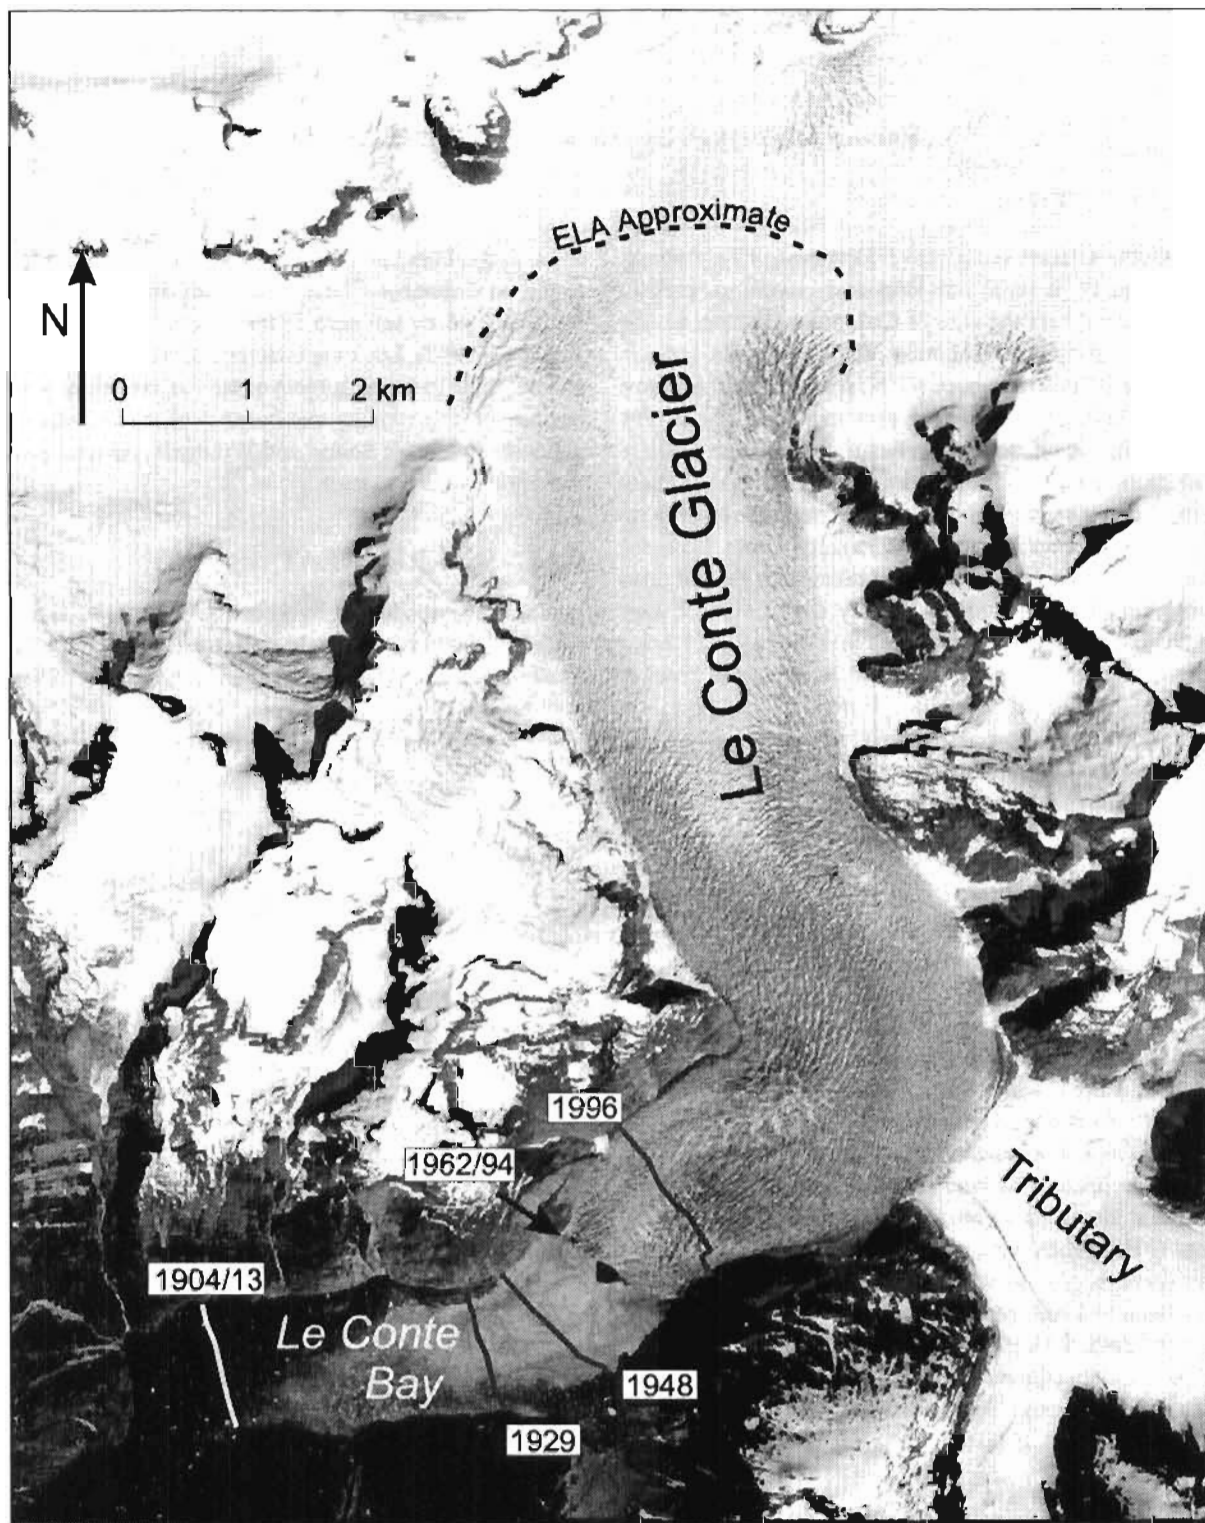 ELA Approximate
N
0 2 km
Le Conte Glacier
1996
1962/94
Tributary
1904/13
Le Conte
Bay
1948
1929